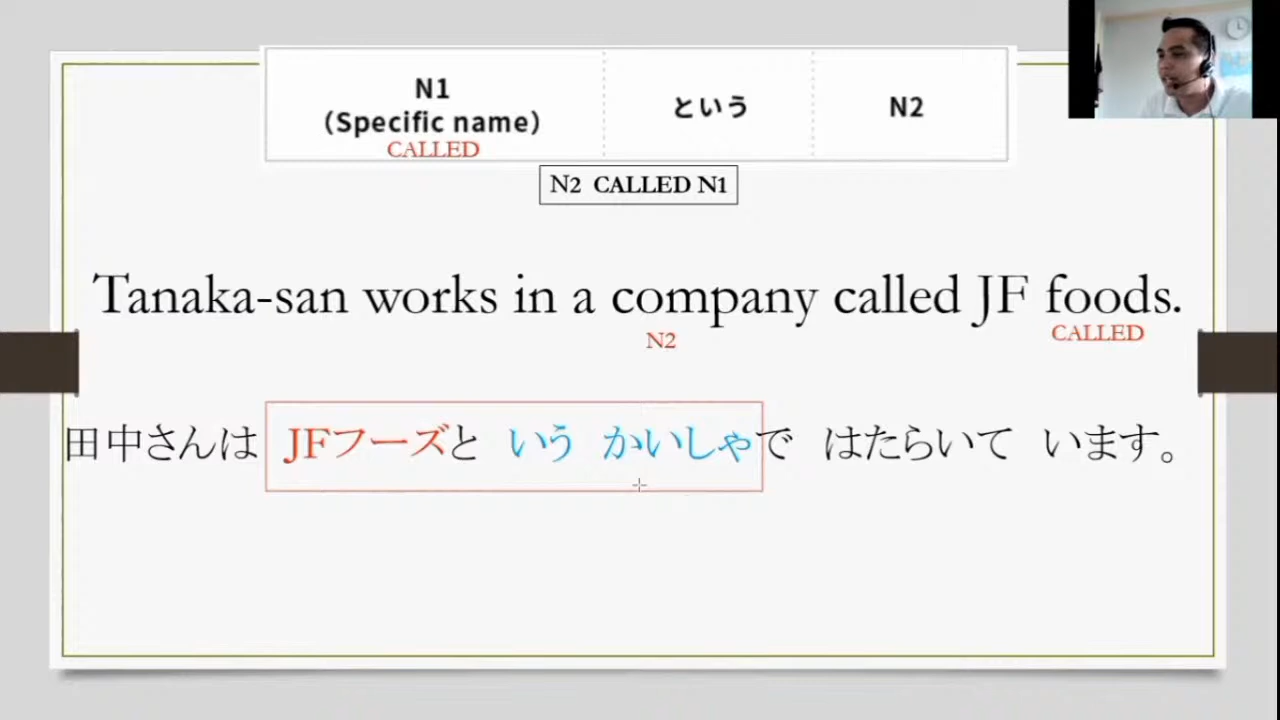 N1 という N2
(Specific name)
CALLED
N2 CALLED N1
Tanaka-san works in a company called JF foods.
N2 CALLED
田中さんは JFフーズと いう かいしゃで はたらいて います。